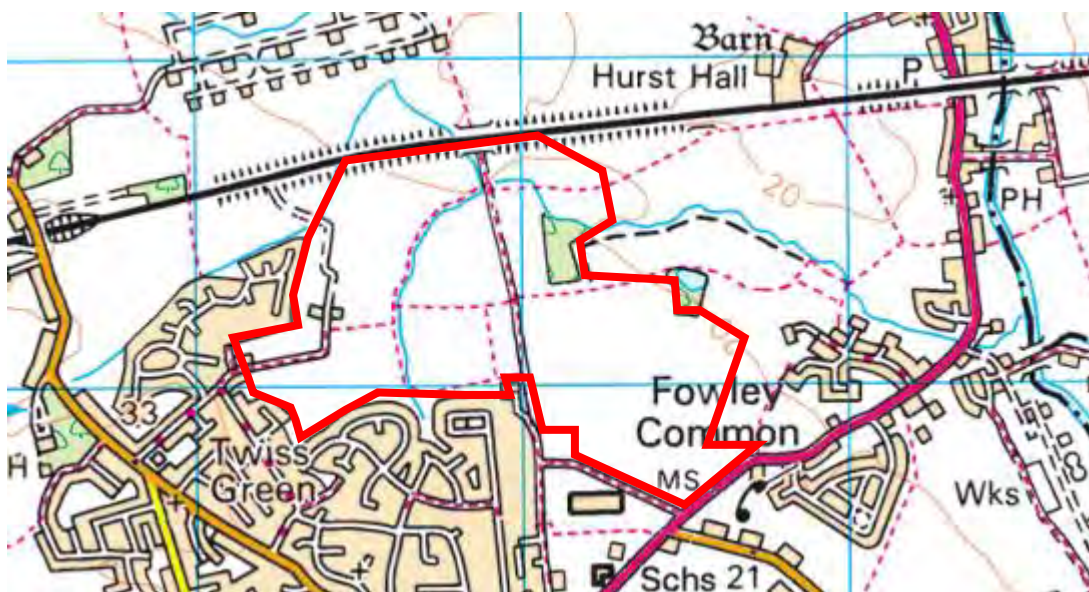 Barn
Hurst Hall
P
20
PH
33
Twiss
Green
H
Fowley
Common
MS
Wks
Schs
21